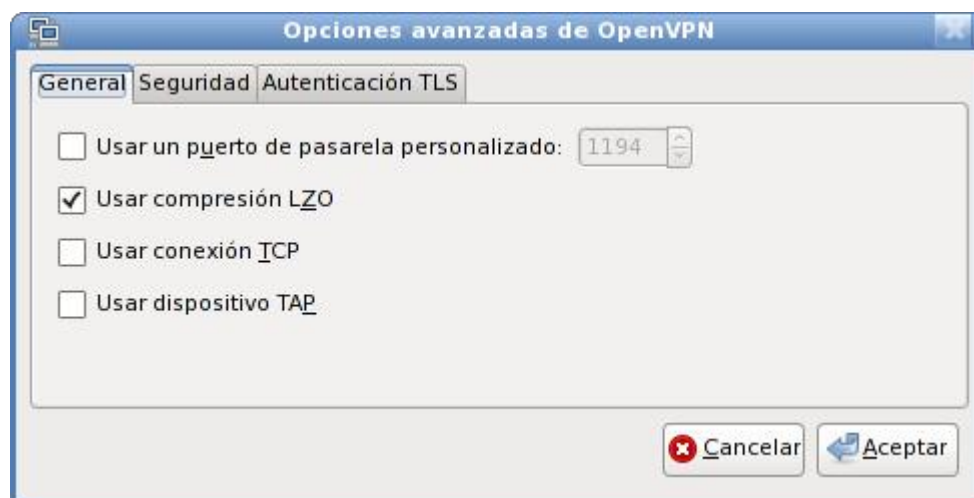 Opciones avanzadas de OpenVPN
General Seguridad Autenticación TLS
Usar un puerto de pasarela personalizado: 1194
Usar compresión LZO
Usar conexión TCP
Usar dispositivo TAP
Cancelar Aceptar